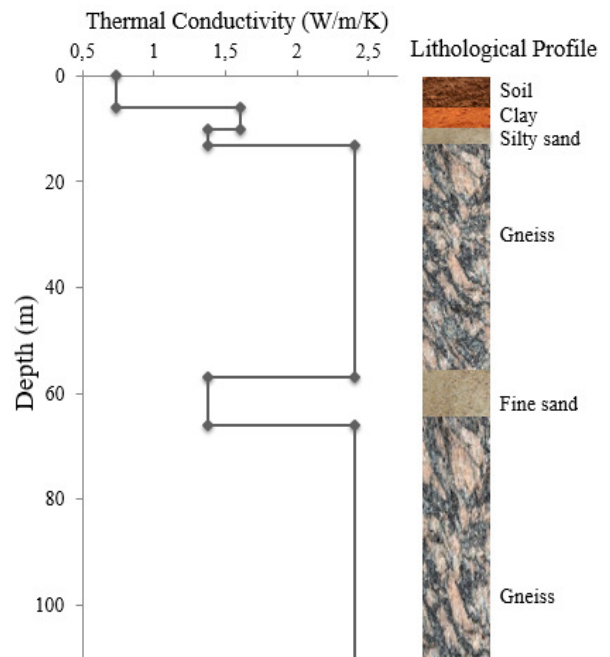 Thermal Conductivity (W/m/K)
0,5 1 1,5 2 2,5
Lithological Profile
0
20
40
60
80
100
Depth (m)
Soil
Clay
Silty sand
Gneiss
Fine sand
Gneiss